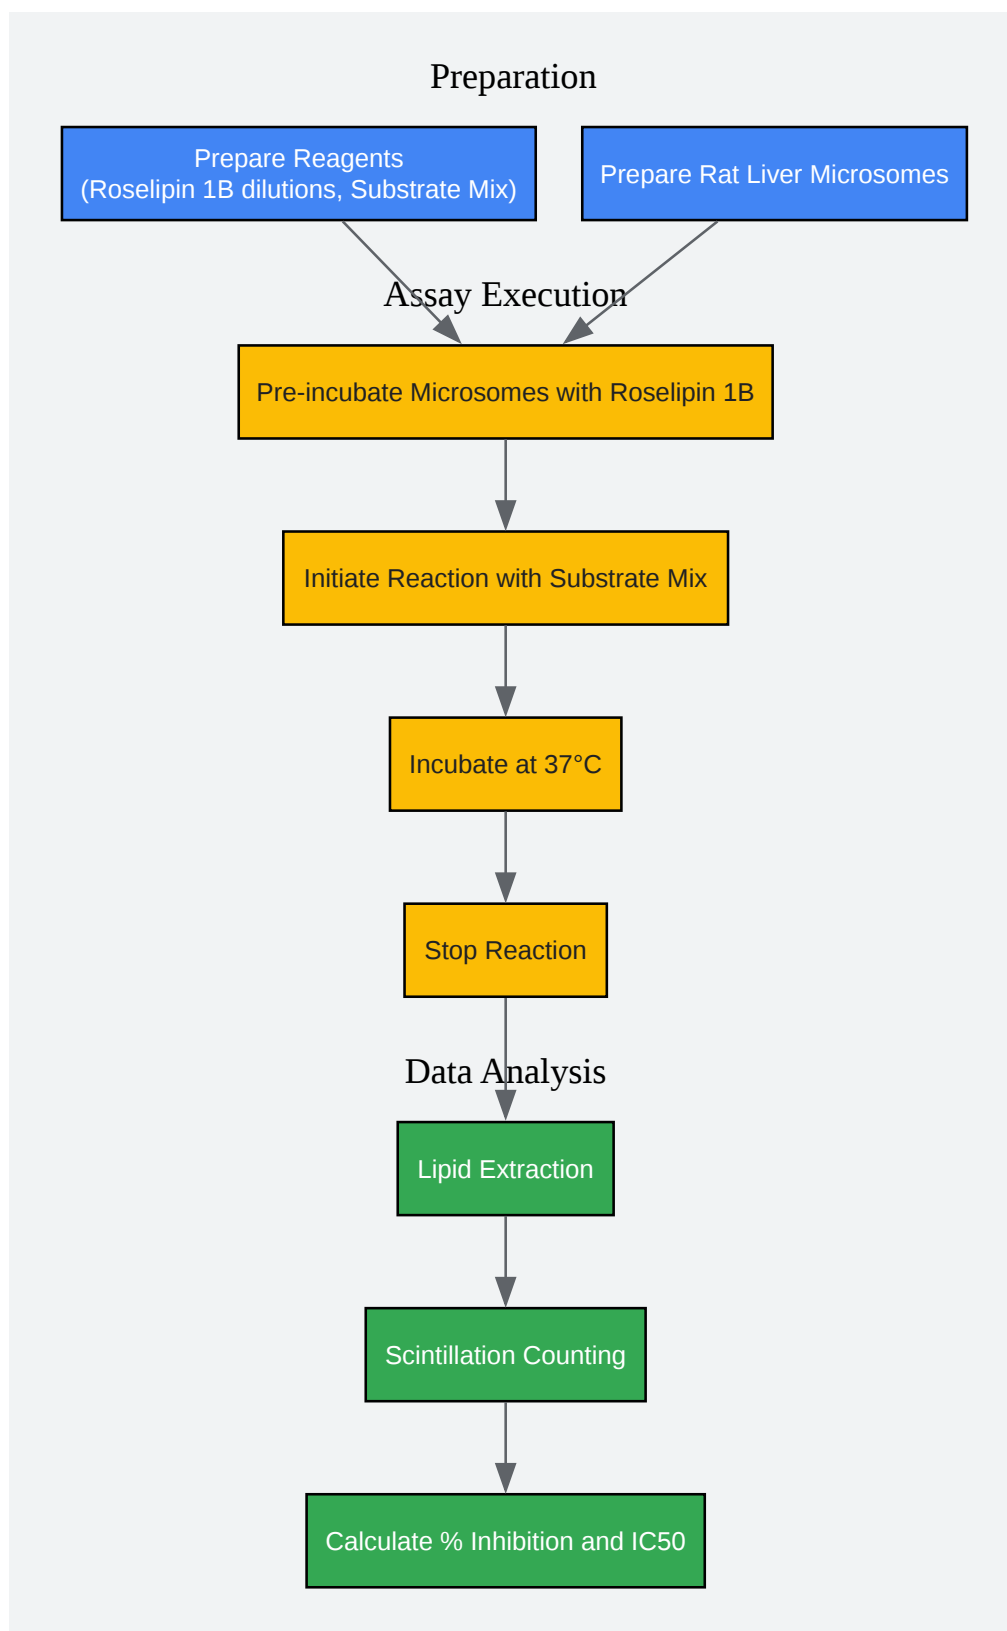 Preparation
Prepare Reagents
(Roselipin 1B dilutions, Substrate Mix)
Prepare Rat Liver Microsomes
Assay Execution
Pre-incubate Microsomes with Roselipin 1B
Initiate Reaction with Substrate Mix
Incubate at 37°C
Stop Reaction
Data Analysis
Lipid Extraction
Scintillation Counting
Calculate % Inhibition and IC50